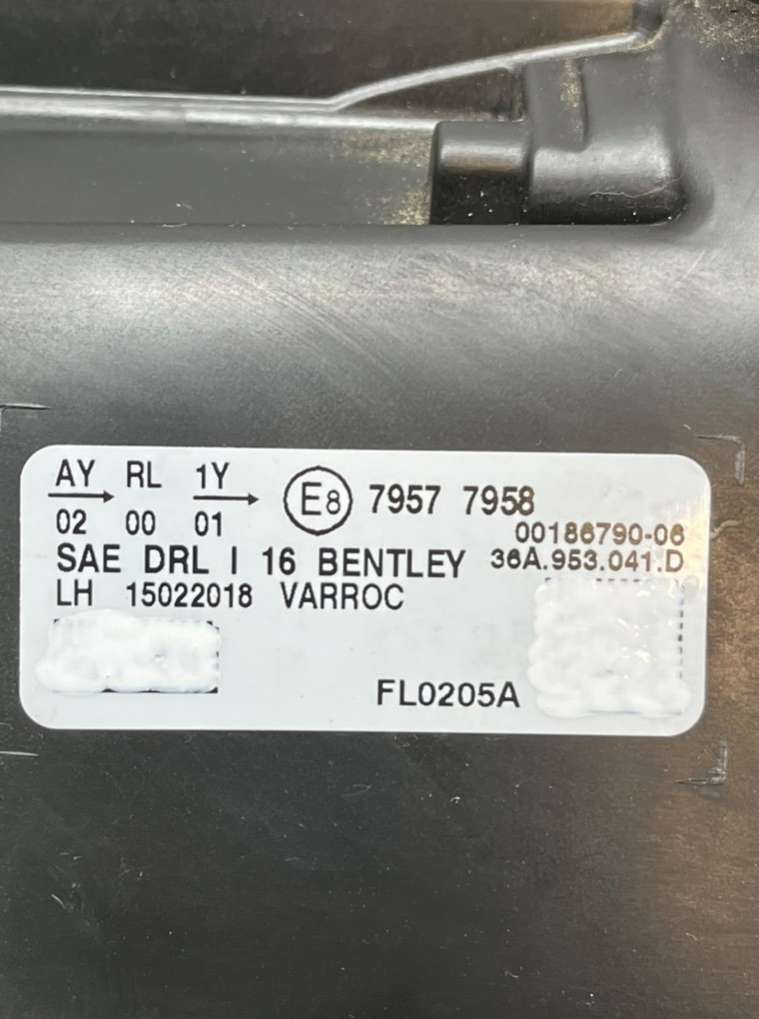 AY RL 1Y
02 00 01
E8 7957 7958
00186790-06
SAE DRL I 16 BENTLEY 36A.953.041.D
LH 15022018 VARROC
FL0205A